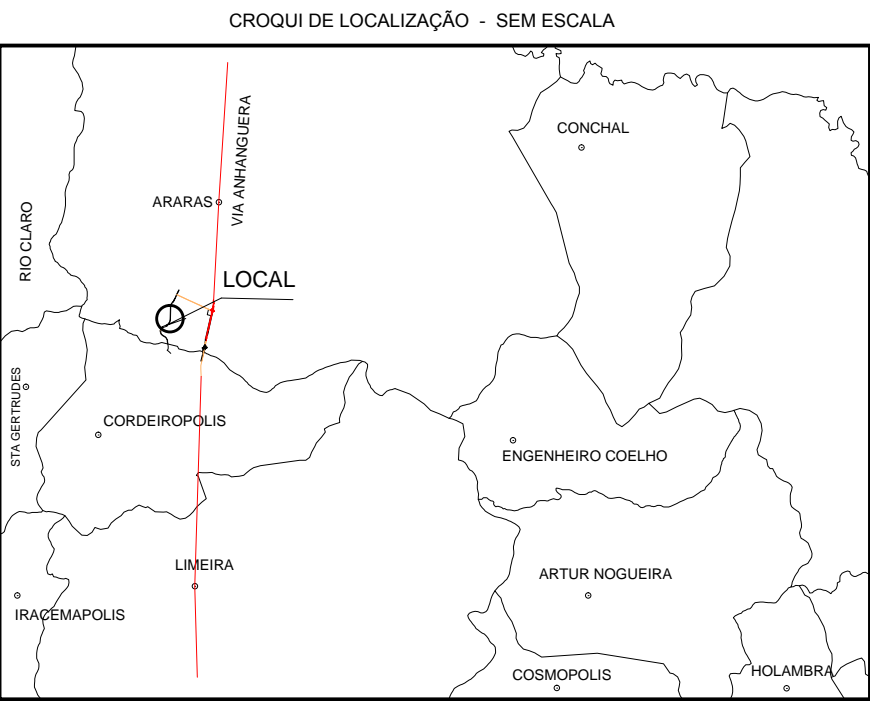 CROQUI DE LOCALIZAÇÃO - SEM ESCALA
CONCHAL
VIA ANHANGUERA
ARARAS
RIO CLARO
LOCAL
STA GERTRUDES
CORDEIROPOLIS
ENGENHEIRO COELHO
LIMEIRA
ARTUR NOGUEIRA
IRACEMAPOLIS
COSMOPOLIS
HOLAMBRA